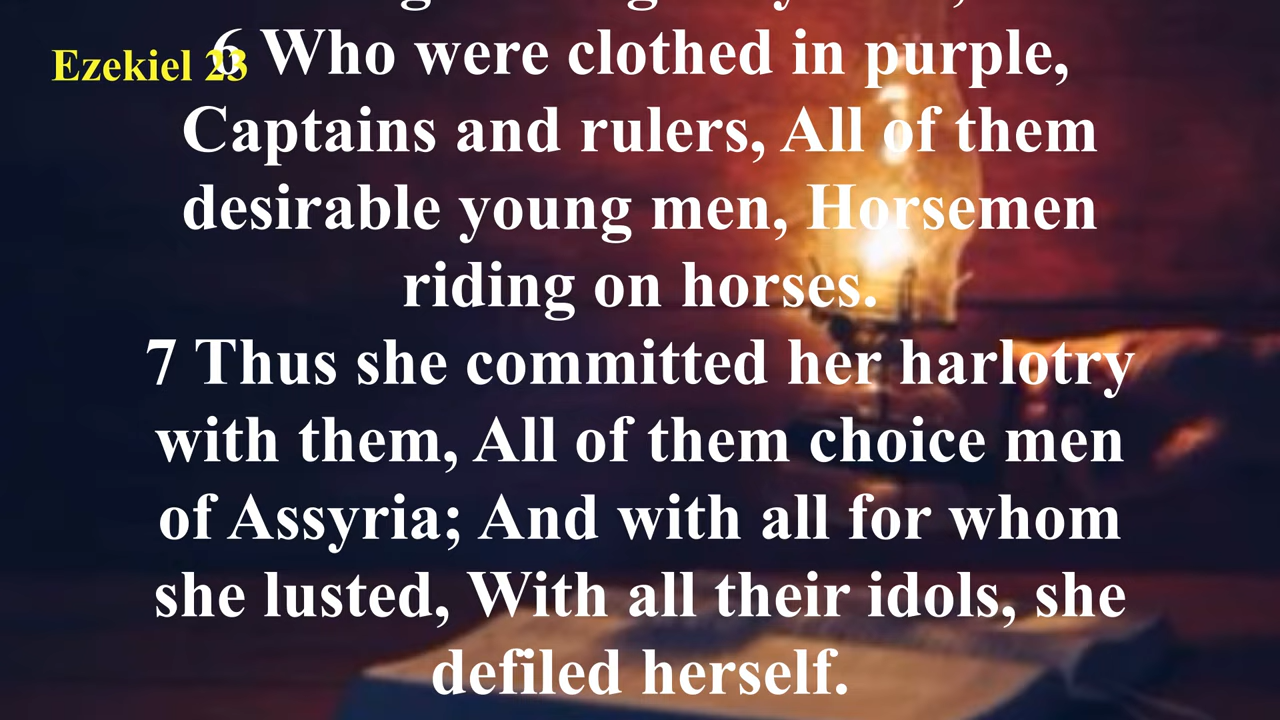 Ezekiel 23
6 Who were clothed in purple,
Captains and rulers, All of them
desirable young men, Horsemen
riding on horses.
7 Thus she committed her harlotry
with them, All of them choice men
of Assyria; And with all for whom
she lusted, With all their idols, she
defiled herself.